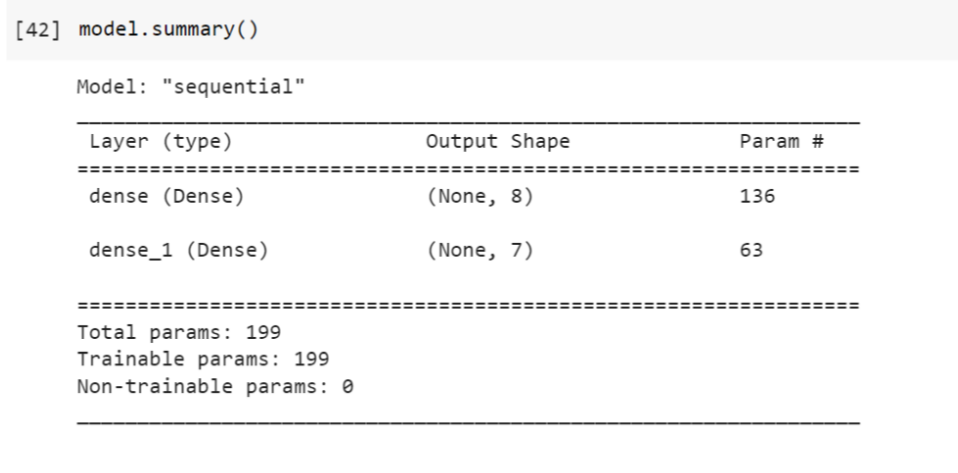 [42] model.summary()
Model: "sequential"
_________________________________________________________________
Layer (type) Output Shape Param #
=================================================================
dense (Dense) (None, 8) 136
dense_1 (Dense) (None, 7) 63
=================================================================
Total params: 199
Trainable params: 199
Non-trainable params: 0
_________________________________________________________________